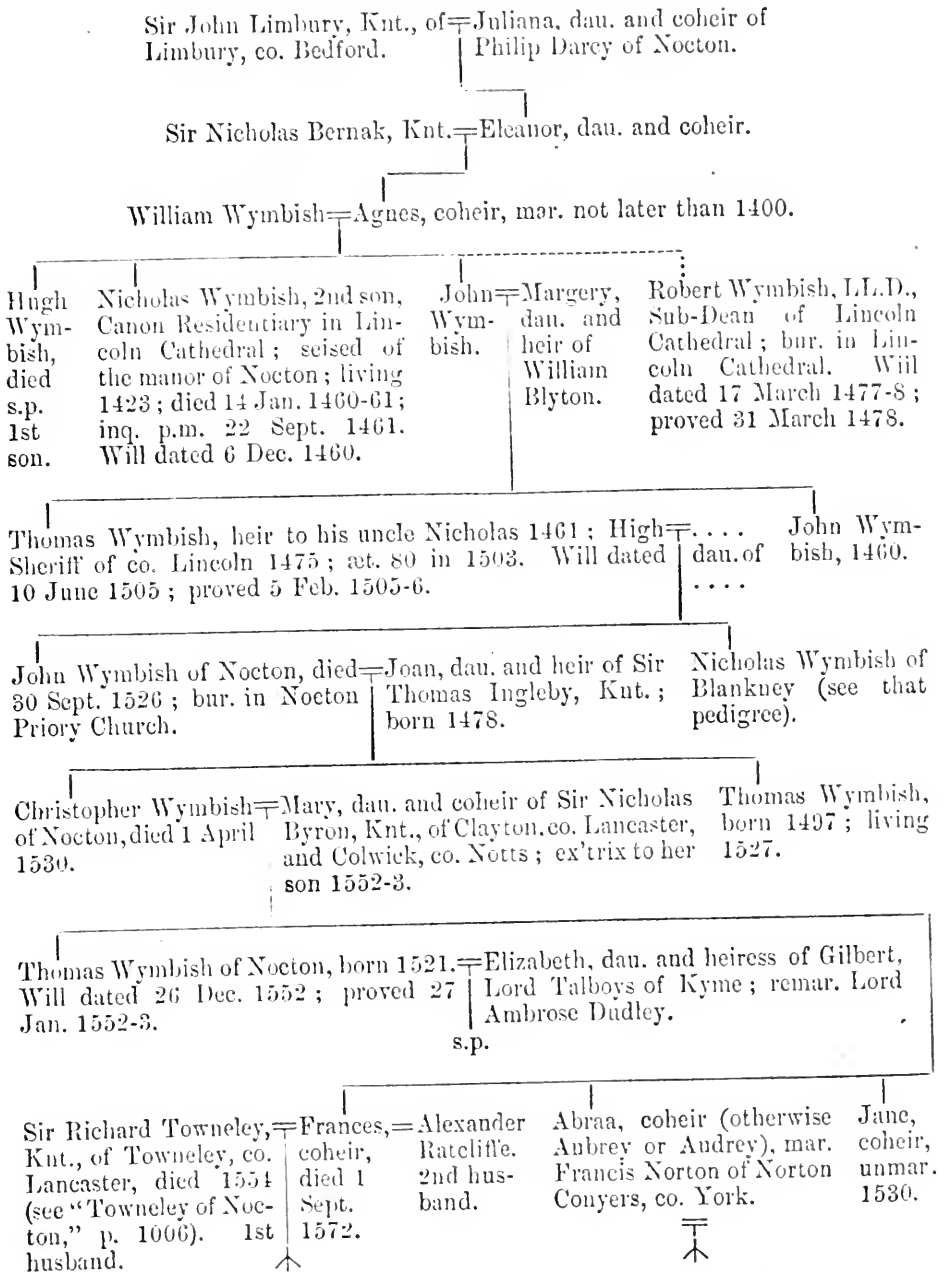 Sir John Limbury, Knt., of=Juliana, dau. and coheir of
Limbury, co. Bedford. Philip Darcy of Nocton.
Sir Nicholas Bernak, Knt.=Eleanor, dau. and coheir.
William Wymbish=Agnes, coheir, mar. not later than 1400.
Hugh
Wym-
bish,
died
s.p.
1st
son.
Nicholas Wymbish, 2nd son,
Canon Residentiary in Lin-
coln Cathedral; seised of
the manor of Nocton; living
1423; died 14 Jan. 1460-61;
inq. p.m. 22 Sept. 1461.
Will dated 6 Dec. 1460.
John=
Wym-
bish.
Margery,
dau. and
heir of
William
Blyton.
Robert Wymbish, LL.D.,
Sub-Dean of Lincoln
Cathedral; bur. in Lin-
coln Cathedral. Will
dated 17 March 1477-8;
proved 31 March 1478.
Thomas Wymbish, heir to his uncle Nicholas 1461; High=
Sheriff of co. Lincoln 1475; æt. 80 in 1503. Will dated
10 June 1505; proved 5 Feb. 1505-6.
....
dau. of
....
John Wym-
bish, 1460.
John Wymbish of Nocton, died=
30 Sept. 1526; bur. in Nocton
Priory Church.
Joan, dau. and heir of Sir
Thomas Ingleby, Knt.;
born 1478.
Nicholas Wymbish of
Blankney (see that
pedigree).
Christopher Wymbish=
of Nocton, died 1 April
1530.
Mary, dau. and coheir of Sir Nicholas
Byron, Knt., of Clayton, co. Lancaster,
and Colwick, co. Notts; ex'trix to her
son 1552-3.
Thomas Wymbish,
born 1497; living
1527.
Thomas Wymbish of Nocton, born 1521.=
Will dated 26 Dec. 1552; proved 27
Jan. 1552-3.
Elizabeth, dau. and heiress of Gilbert,
Lord Talboys of Kyme; remar. Lord
Ambrose Dudley.
s.p.
Sir Richard Towneley,=
Knt., of Towneley, co.
Lancaster, died 1554
(see "Towneley of Noc-
ton," p. 1006). 1st
husband.
Frances,=
coheir,
died 1
Sept.
1572.
Alexander
Ratcliffe.
2nd hus-
band.
Abraa, coheir (otherwise
Aubrey or Audrey), mar.
Francis Norton of Norton
Conyers, co. York.
Jane,
coheir,
unmar.
1530.